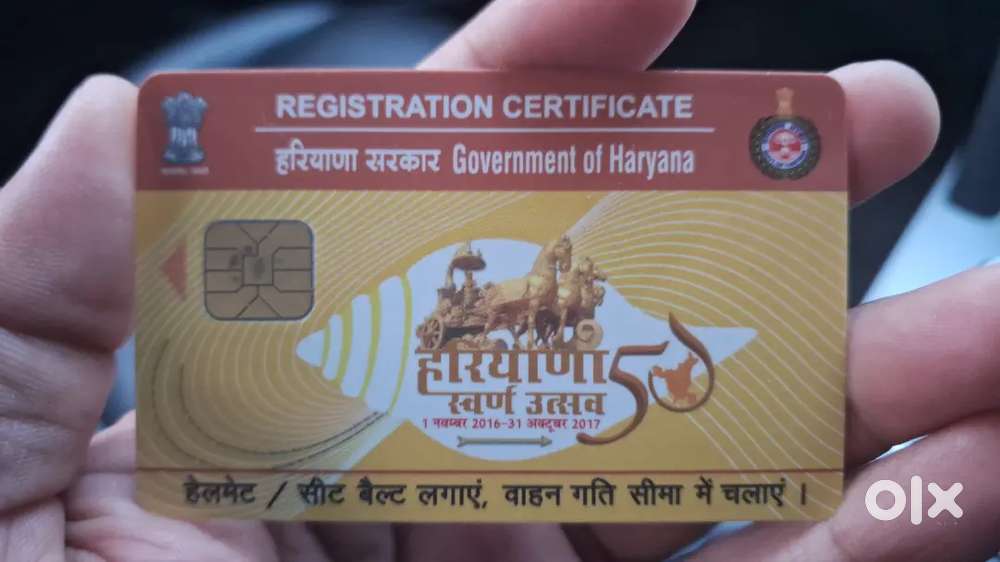 REGISTRATION CERTIFICATE
हरियाणा सरकार Government of Haryana
हरियाणा 50
स्वर्ण उत्सव
1 नवम्बर 2016-31 अक्टूबर 2017
हेलमेट / सीट बैल्ट लगाएं, वाहन गति सीमा में चलाएं ।
olx